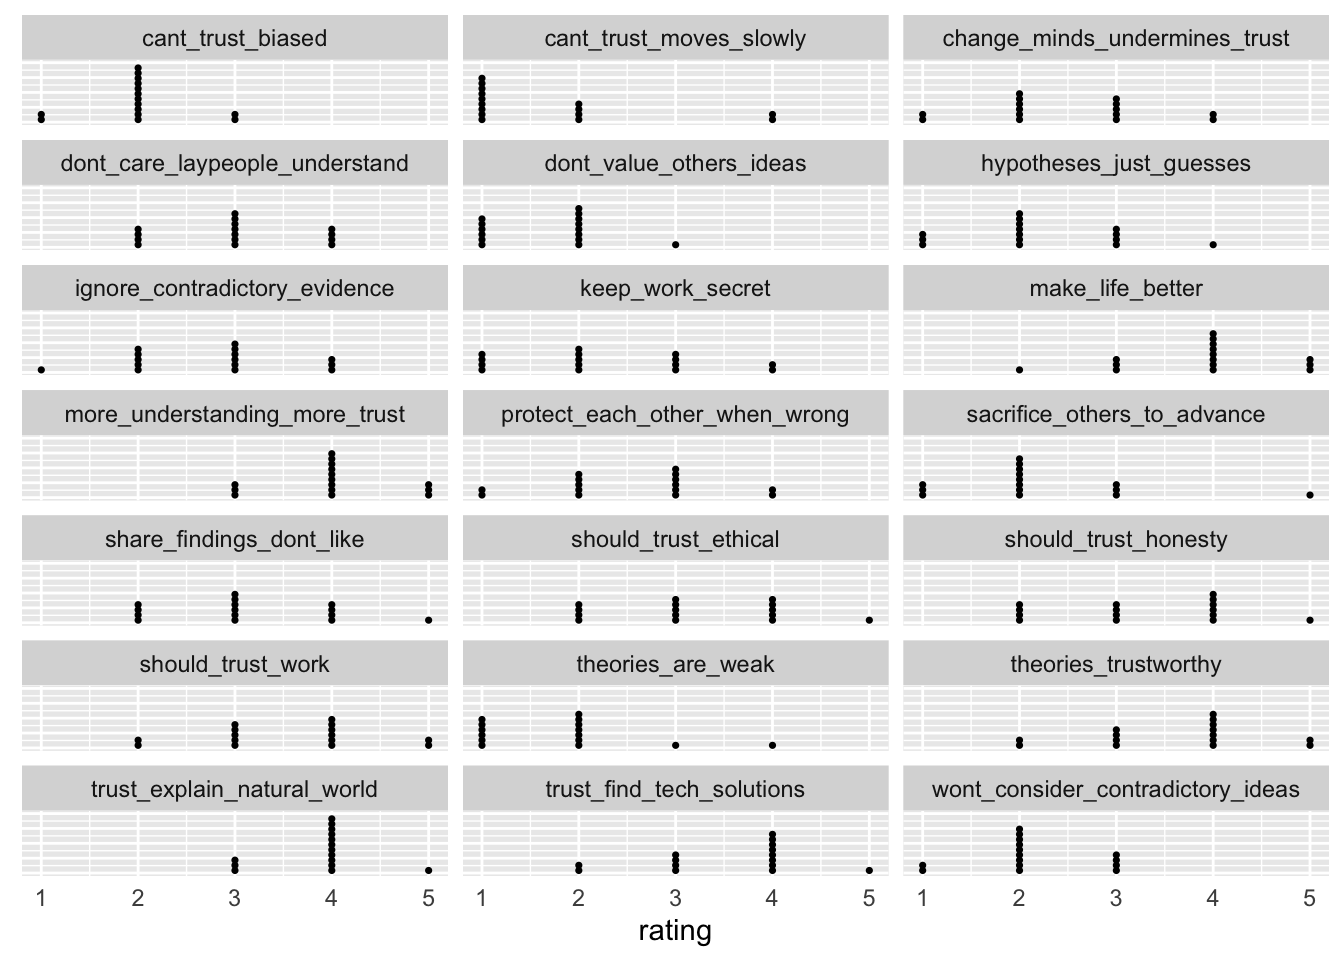 cant_trust_biased cant_trust_moves_slowly change_minds_undermines_trust
dont_care_laypeople_understand dont_value_others_ideas hypotheses_just_guesses
ignore_contradictory_evidence keep_work_secret make_life_better
more_understanding_more_trust protect_each_other_when_wrong sacrifice_others_to_advance
share_findings_dont_like should_trust_ethical should_trust_honesty
should_trust_work theories_are_weak theories_trustworthy
trust_explain_natural_world trust_find_tech_solutions wont_consider_contradictory_ideas
1 2 3 4 5 1 2 3 4 5 1 2 3 4 5
rating